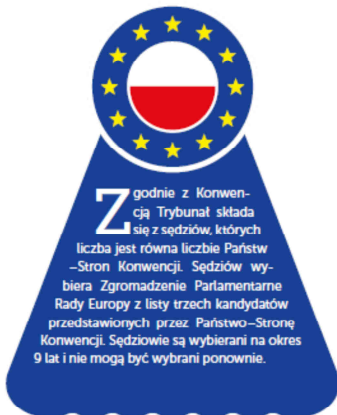 Zgodnie z Konwen-
cją Trybunał składa
się z sędziów, których
liczba jest równa liczbie Państw
–Stron Konwencji. Sędziów wy-
biera Zgromadzenie Parlamentarne
Rady Europy z listy trzech kandydatów
przedstawionych przez Państwo–Stronę
Konwencji. Sędziowie są wybierani na okres
9 lat i nie mogą być wybrani ponownie.